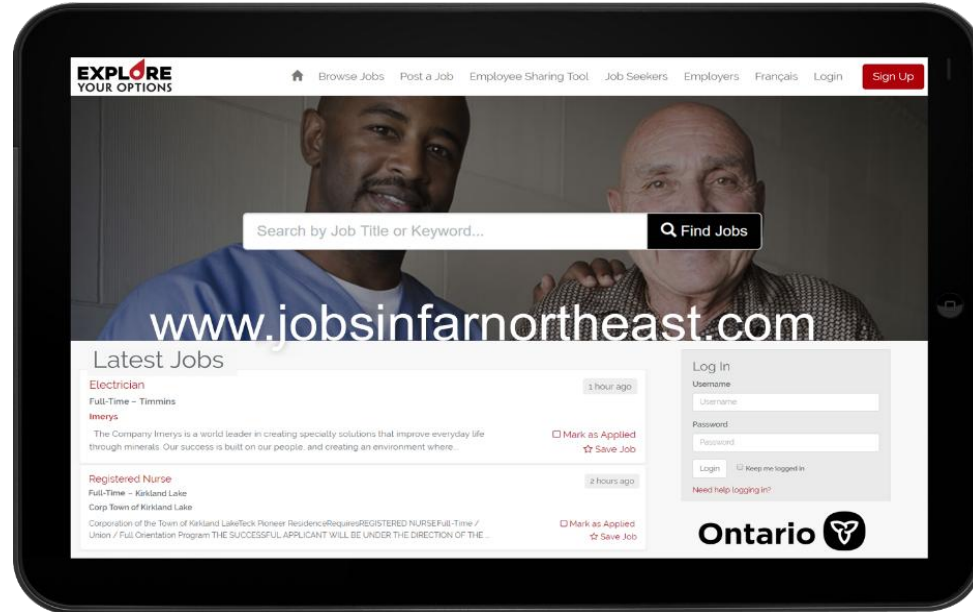 EXPLORE
YOUR OPTIONS
Browse Jobs Post a Job Employee Sharing Tool Job Seekers Employers Français Login Sign Up
Search by Job Title or Keyword... Find Jobs
www.jobsinfarnortheast.com
Latest Jobs
Electrician 1 hour ago
Full-Time – Timmins
Imerys
The Company Imerys is a world leader in creating specialty solutions that improve everyday life
through minerals. Our success is built on our people, and creating an environment where...
Mark as Applied
Save Job
Registered Nurse 2 hours ago
Full-Time – Kirkland Lake
Corp Town of Kirkland Lake
Corporation of the Town of Kirkland LakeTeck Pioneer ResidenceRequiresREGISTERED NURSEFull-Time /
Union / Full Orientation Program THE SUCCESSFUL APPLICANT WILL BE UNDER THE DIRECTION OF THE...
Mark as Applied
Save Job
Log In
Username
Username
Password
Password
Login Keep me logged in
Need help logging in?
Ontario